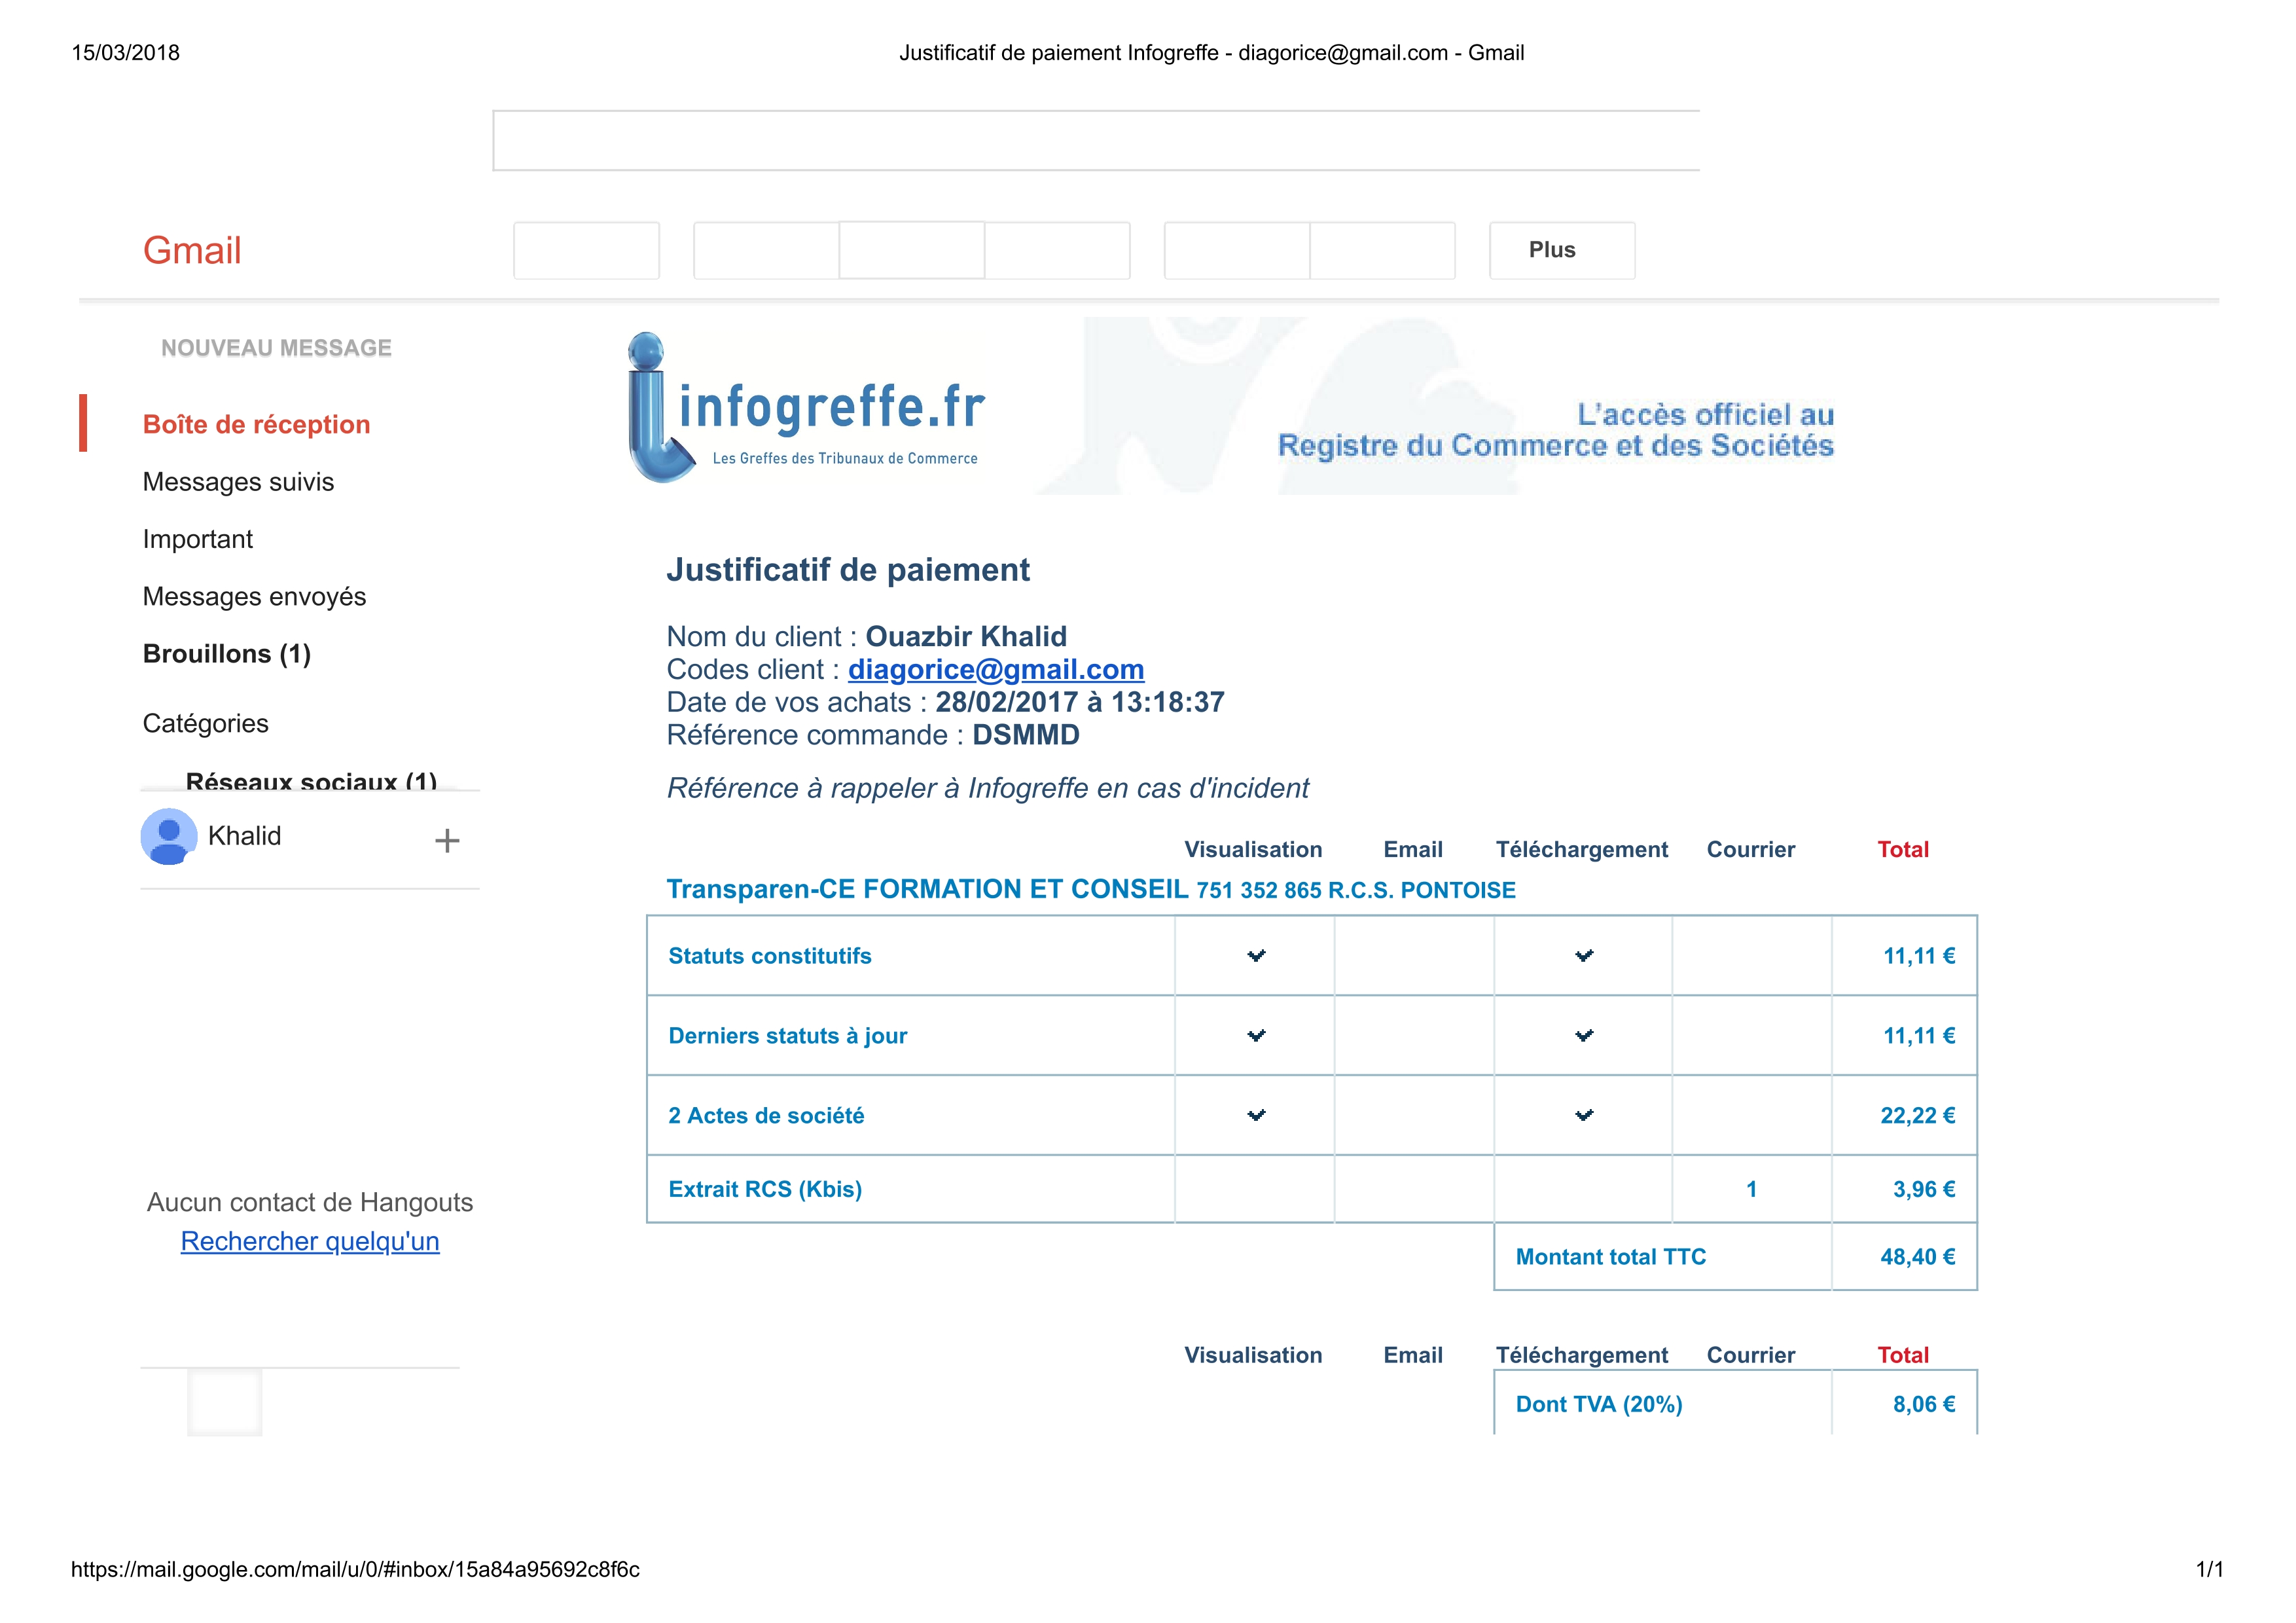 15/03/2018
Justificatif de paiement Infogreffe - diagorice@gmail.com - Gmail
Gmail
Plus
NOUVEAU MESSAGE
Boîte de réception
Messages suivis
Important
Messages envoyés
Brouillons (1)
Catégories
Réseaux sociaux (1)
Khalid
Aucun contact de Hangouts
Rechercher quelqu'un
infogreffe.fr
Les Greffes des Tribunaux de Commerce
L'accès officiel au
Registre du Commerce et des Sociétés
Justificatif de paiement
Nom du client : Ouazbir Khalid
Codes client : diagorice@gmail.com
Date de vos achats : 28/02/2017 à 13:18:37
Référence commande : DSMMD
Référence à rappeler à Infogreffe en cas d'incident
Visualisation Email Téléchargement Courrier Total
Transparen-CE FORMATION ET CONSEIL 751 352 865 R.C.S. PONTOISE
Statuts constitutifs 11,11 €
Derniers statuts à jour 11,11 €
2 Actes de société 22,22 €
Extrait RCS (Kbis) 1 3,96 €
Montant total TTC 48,40 €
Visualisation Email Téléchargement Courrier Total
Dont TVA (20%) 8,06 €
https://mail.google.com/mail/u/0/#inbox/15a84a95692c8f6c
1/1